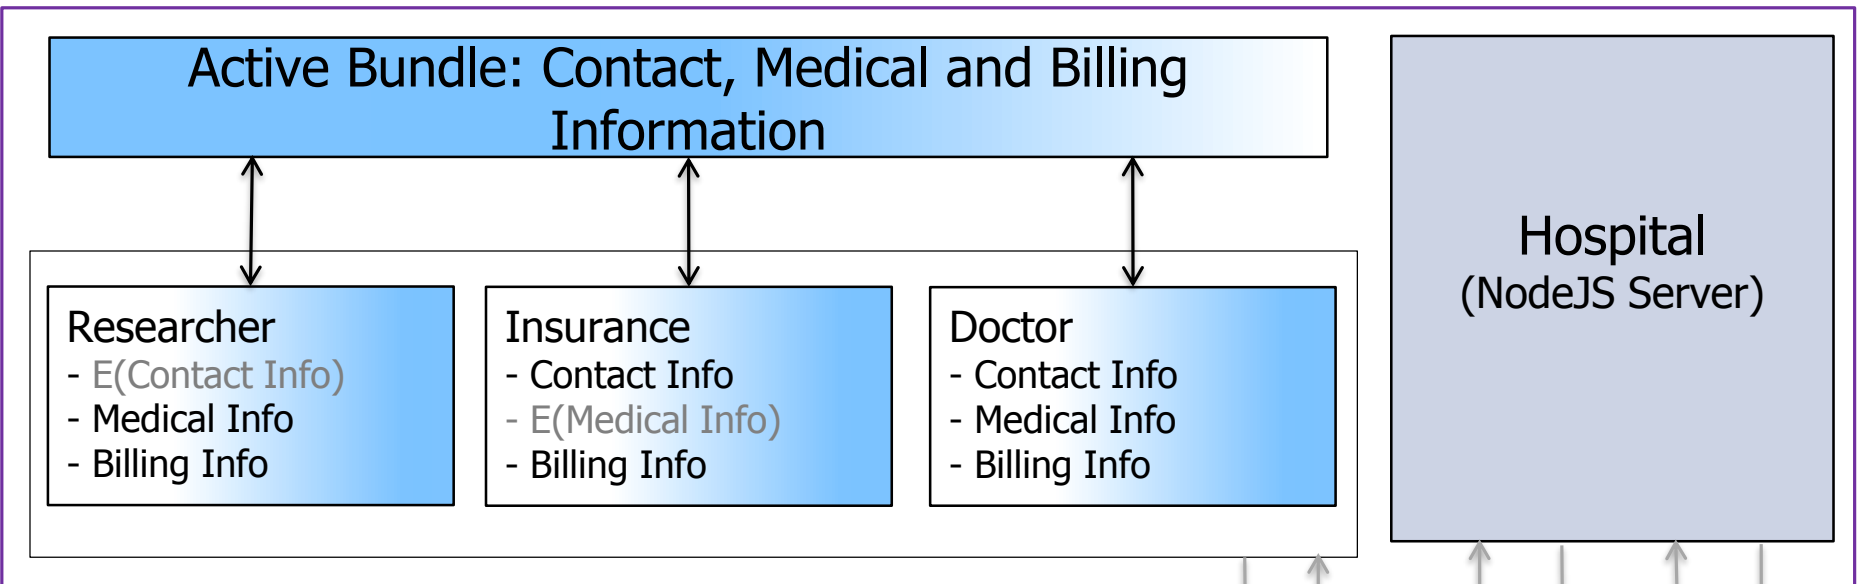 Active Bundle: Contact, Medical and Billing
Information
Hospital
(NodeJS Server)
Researcher
- E(Contact Info)
- Medical Info
- Billing Info
Insurance
- Contact Info
- E(Medical Info)
- Billing Info
Doctor
- Contact Info
- Medical Info
- Billing Info